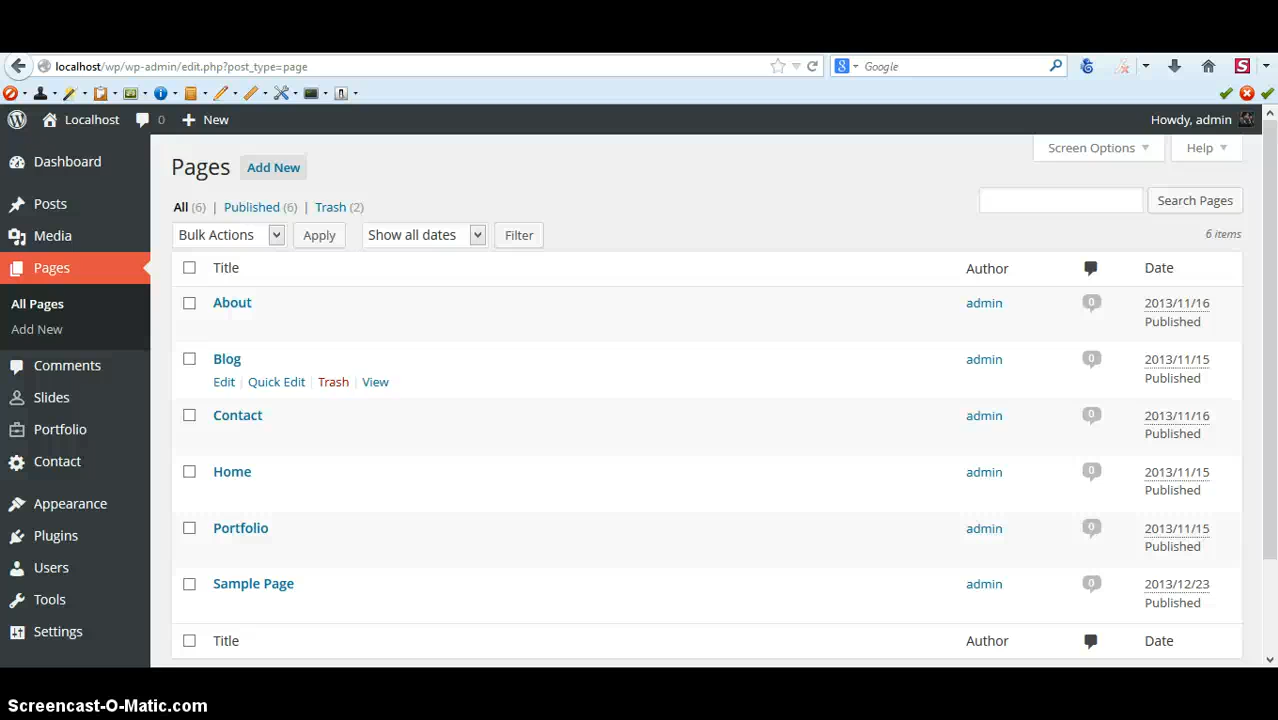 localhost/wp/wp-admin/edit.php?post_type=page
Google
Localhost 0 New Howdy, admin
Dashboard
Posts
Media
Pages
All Pages
Add New
Comments
Slides
Portfolio
Contact
Appearance
Plugins
Users
Tools
Settings
Screen Options Help
Pages Add New
All (6) | Published (6) | Trash (2)
Search Pages
Bulk Actions Apply Show all dates Filter
6 items
Title Author Date
About admin 0 2013/11/16
Published
Blog admin 0 2013/11/15
Edit | Quick Edit | Trash | View Published
Contact admin 0 2013/11/16
Published
Home admin 0 2013/11/15
Published
Portfolio admin 0 2013/11/15
Published
Sample Page admin 0 2013/12/23
Published
Title Author Date
Screencast-O-Matic.com